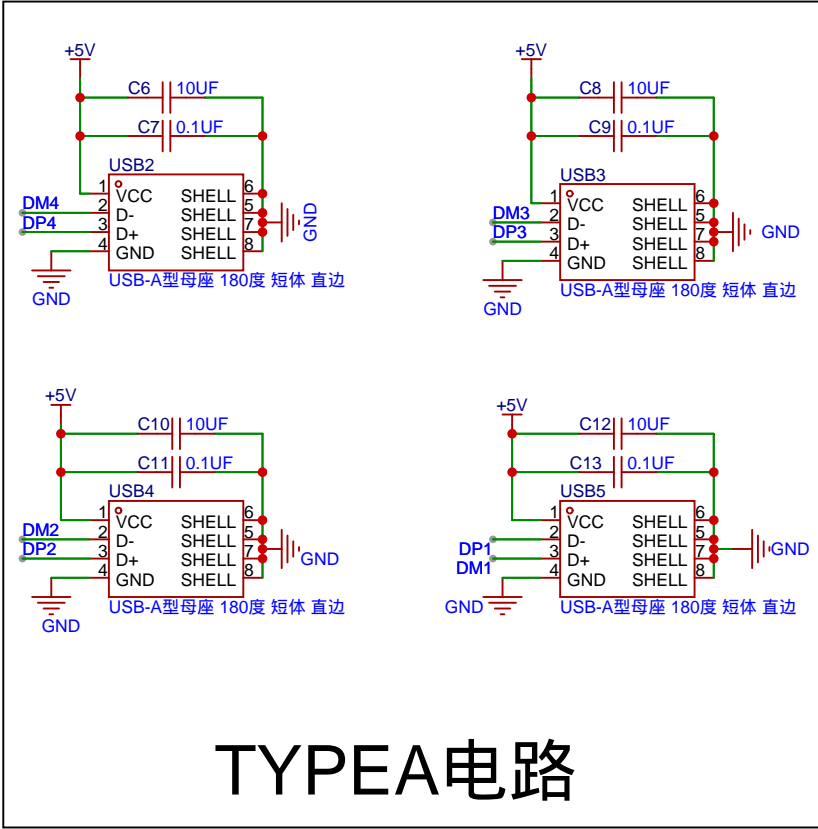 +5V
C6 10UF
C7 0.1UF
USB2
1 VCC SHELL 6
DM4 2 D- SHELL 5
DP4 3 D+ SHELL 7
4 GND SHELL 8
GND
GND
USB-A型母座 180度 短体 直边
+5V
C8 10UF
C9 0.1UF
USB3
1 VCC SHELL 6
DM3 2 D- SHELL 5
DP3 3 D+ SHELL 7
4 GND SHELL 8
GND
GND
USB-A型母座 180度 短体 直边
+5V
C10 10UF
C11 0.1UF
USB4
1 VCC SHELL 6
DM2 2 D- SHELL 5
DP2 3 D+ SHELL 7
4 GND SHELL 8
GND
GND
USB-A型母座 180度 短体 直边
+5V
C12 10UF
C13 0.1UF
USB5
1 VCC SHELL 6
DP1 2 D- SHELL 5
DM1 3 D+ SHELL 7
4 GND SHELL 8
GND
GND
USB-A型母座 180度 短体 直边
TYPEA电路